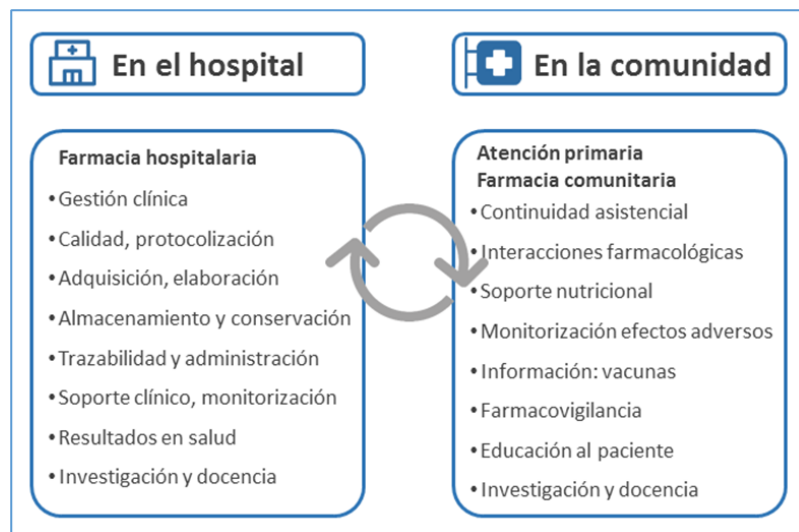 En el hospital
Farmacia hospitalaria
• Gestión clínica
• Calidad, protocolización
• Adquisición, elaboración
• Almacenamiento y conservación
• Trazabilidad y administración
• Soporte clínico, monitorización
• Resultados en salud
• Investigación y docencia
En la comunidad
Atención primaria
Farmacia comunitaria
• Continuidad asistencial
• Interacciones farmacológicas
• Soporte nutricional
• Monitorización efectos adversos
• Información: vacunas
• Farmacovigilancia
• Educación al paciente
• Investigación y docencia